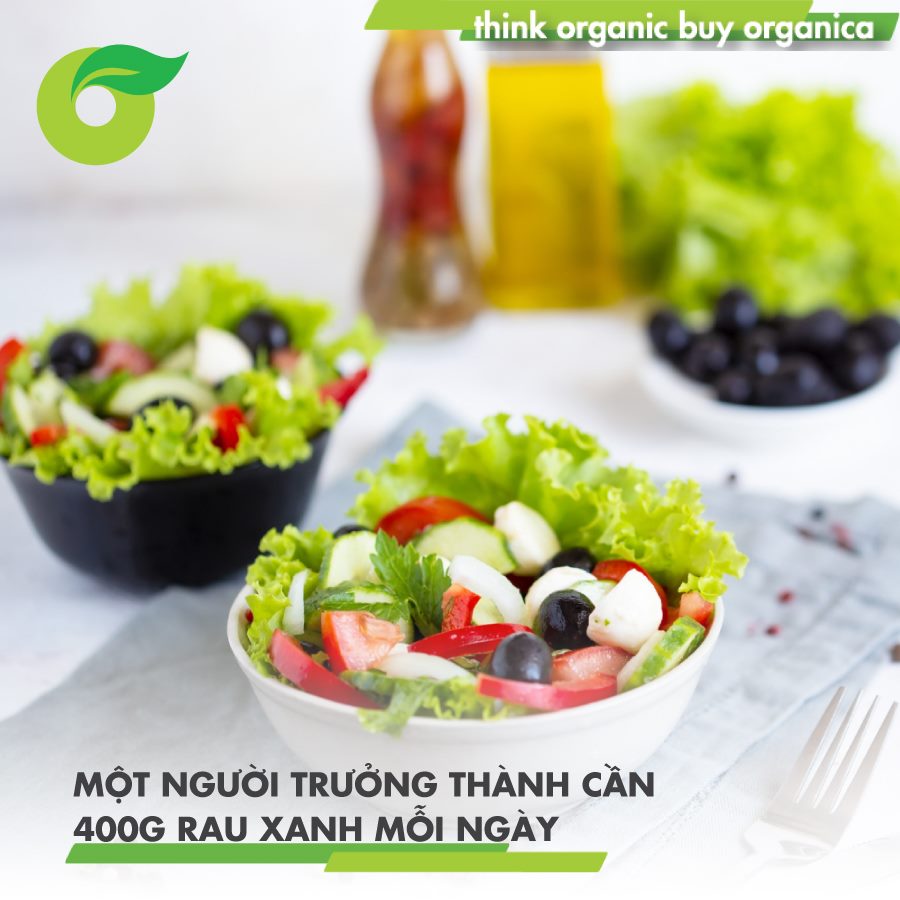 think organic buy organica
MỘT NGƯỜI TRƯỞNG THÀNH CẦN
400G RAU XANH MỖI NGÀY